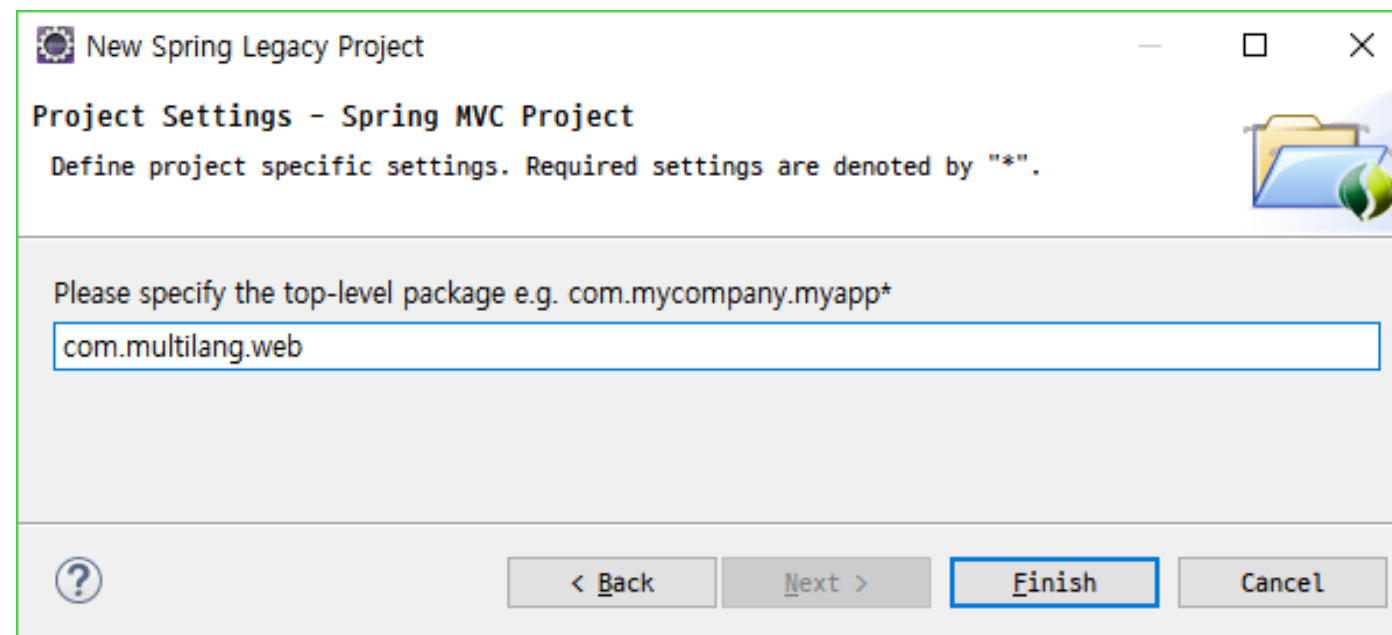 New Spring Legacy Project
Project Settings - Spring MVC Project
Define project specific settings. Required settings are denoted by "*".
Please specify the top-level package e.g. com.mycompany.myapp*
com.multilang.web
?
< Back
Next >
Finish
Cancel